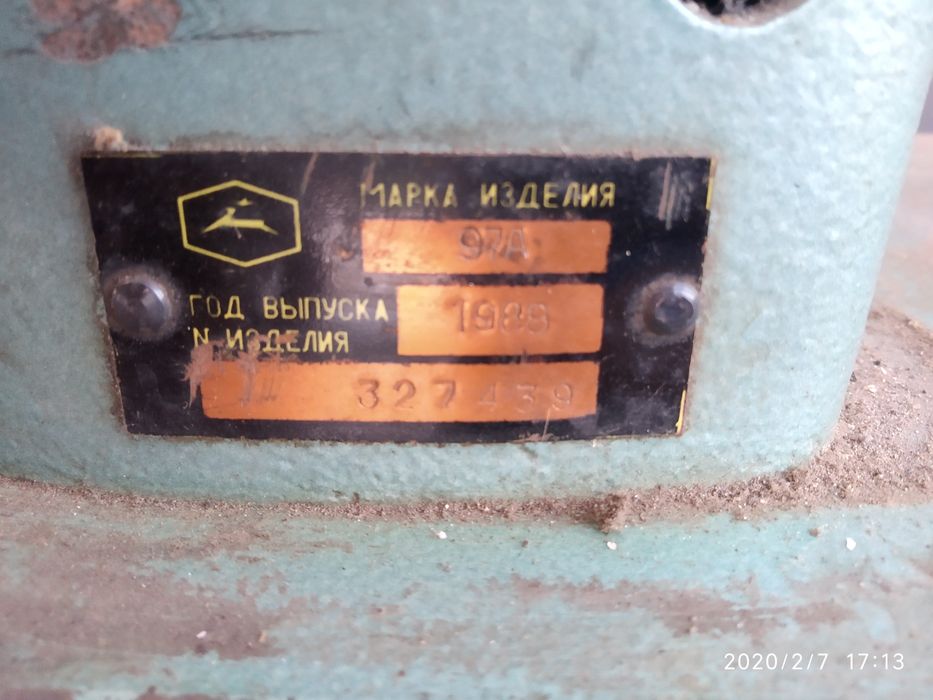 МАРКА ИЗДЕЛИЯ
97А
ГОД ВЫПУСКА 1988
N ИЗДЕЛИЯ
327439
2020/2/7 17:13